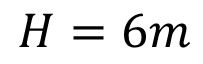 H = 6m